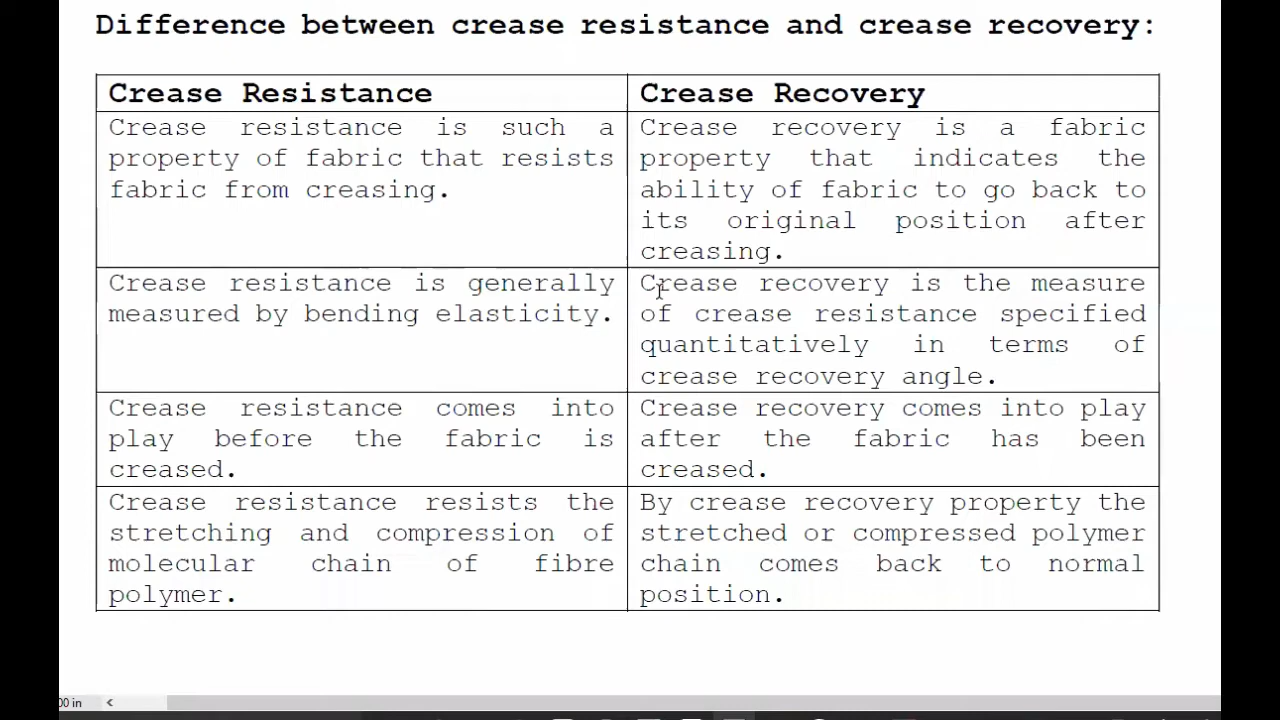 Difference between crease resistance and crease recovery:
Crease Resistance
Crease Recovery
Crease resistance is such a
property of fabric that resists
fabric from creasing.
Crease recovery is a fabric
property that indicates the
ability of fabric to go back to
its original position after
creasing.
Crease resistance is generally
measured by bending elasticity.
Crease recovery is the measure
of crease resistance specified
quantitatively in terms of
crease recovery angle.
Crease resistance comes into
play before the fabric is
creased.
Crease recovery comes into play
after the fabric has been
creased.
Crease resistance resists the
stretching and compression of
molecular chain of fibre
polymer.
By crease recovery property the
stretched or compressed polymer
chain comes back to normal
position.
00 in